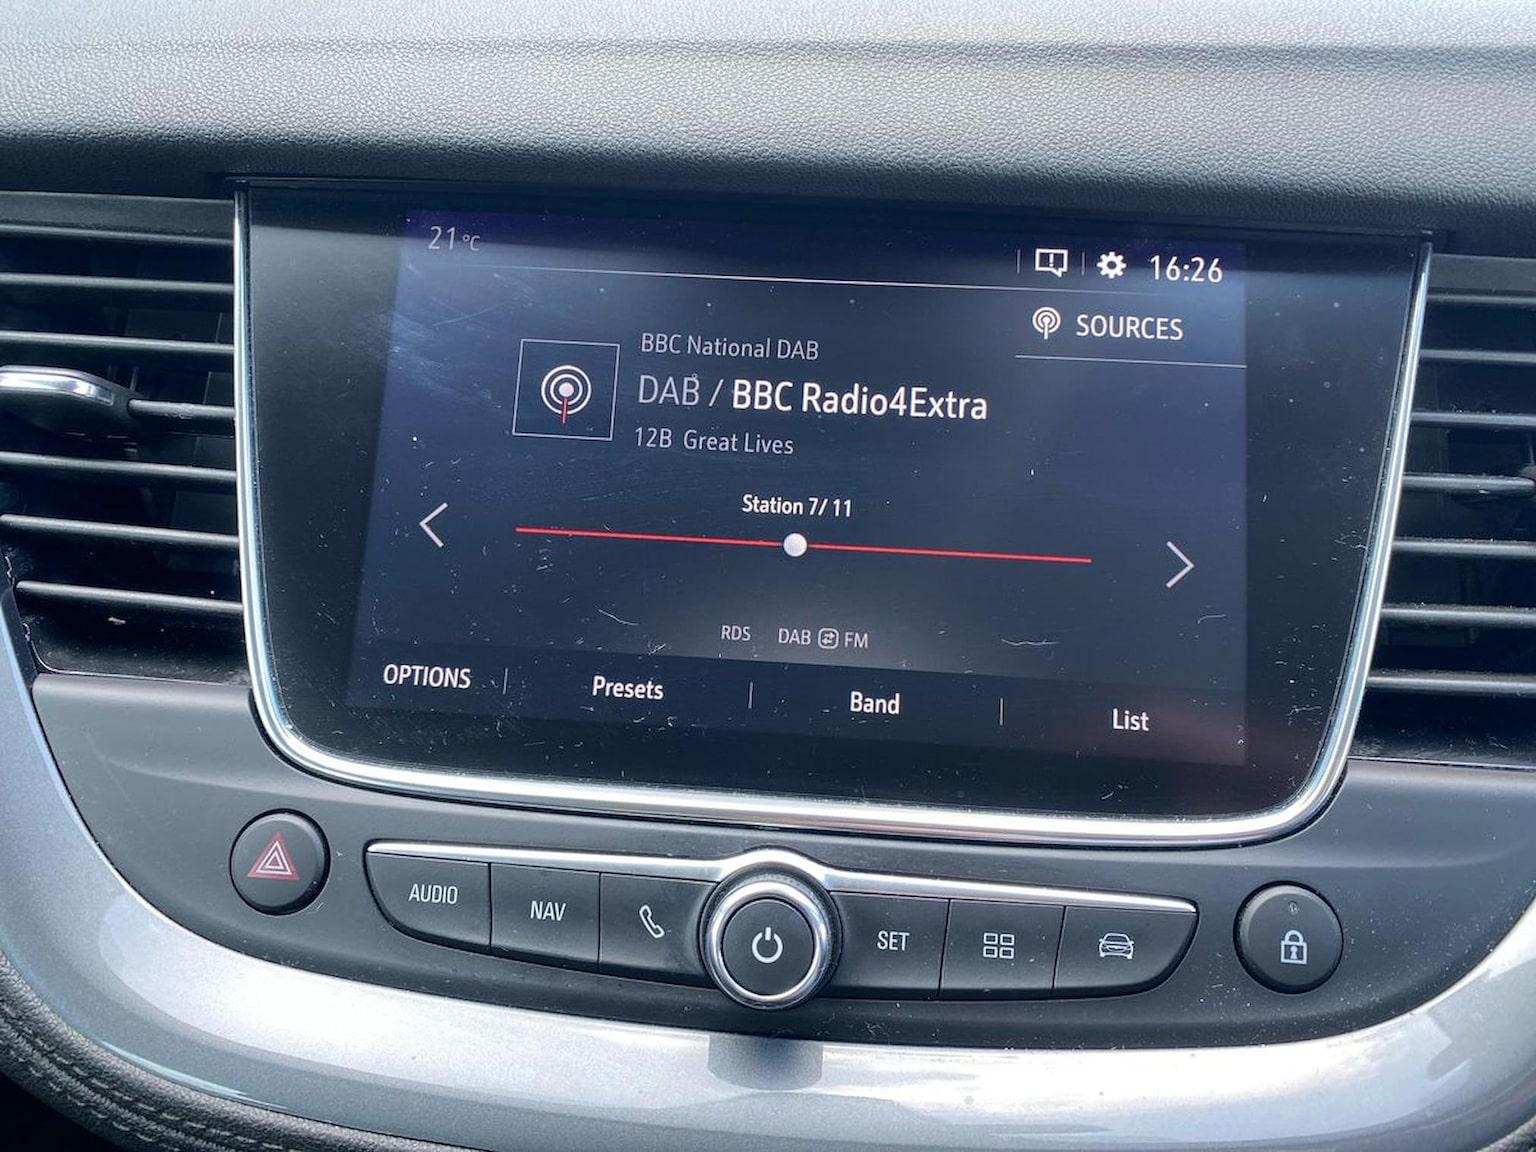 21°C
16:26
SOURCES
BBC National DAB
DAB / BBC Radio4Extra
12B Great Lives
Station 7/11
RDS DAB FM
OPTIONS Presets Band List
AUDIO NAV SET